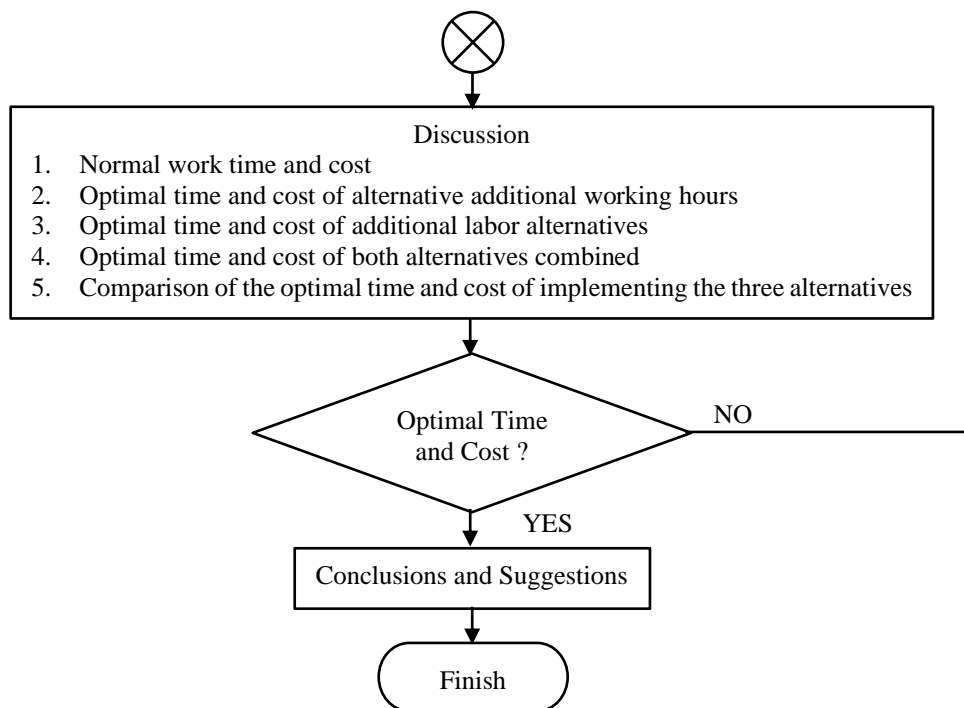 Discussion
1. Normal work time and cost
2. Optimal time and cost of alternative additional working hours
3. Optimal time and cost of additional labor alternatives
4. Optimal time and cost of both alternatives combined
5. Comparison of the optimal time and cost of implementing the three alternatives
Optimal Time
and Cost ?
NO
YES
Conclusions and Suggestions
Finish